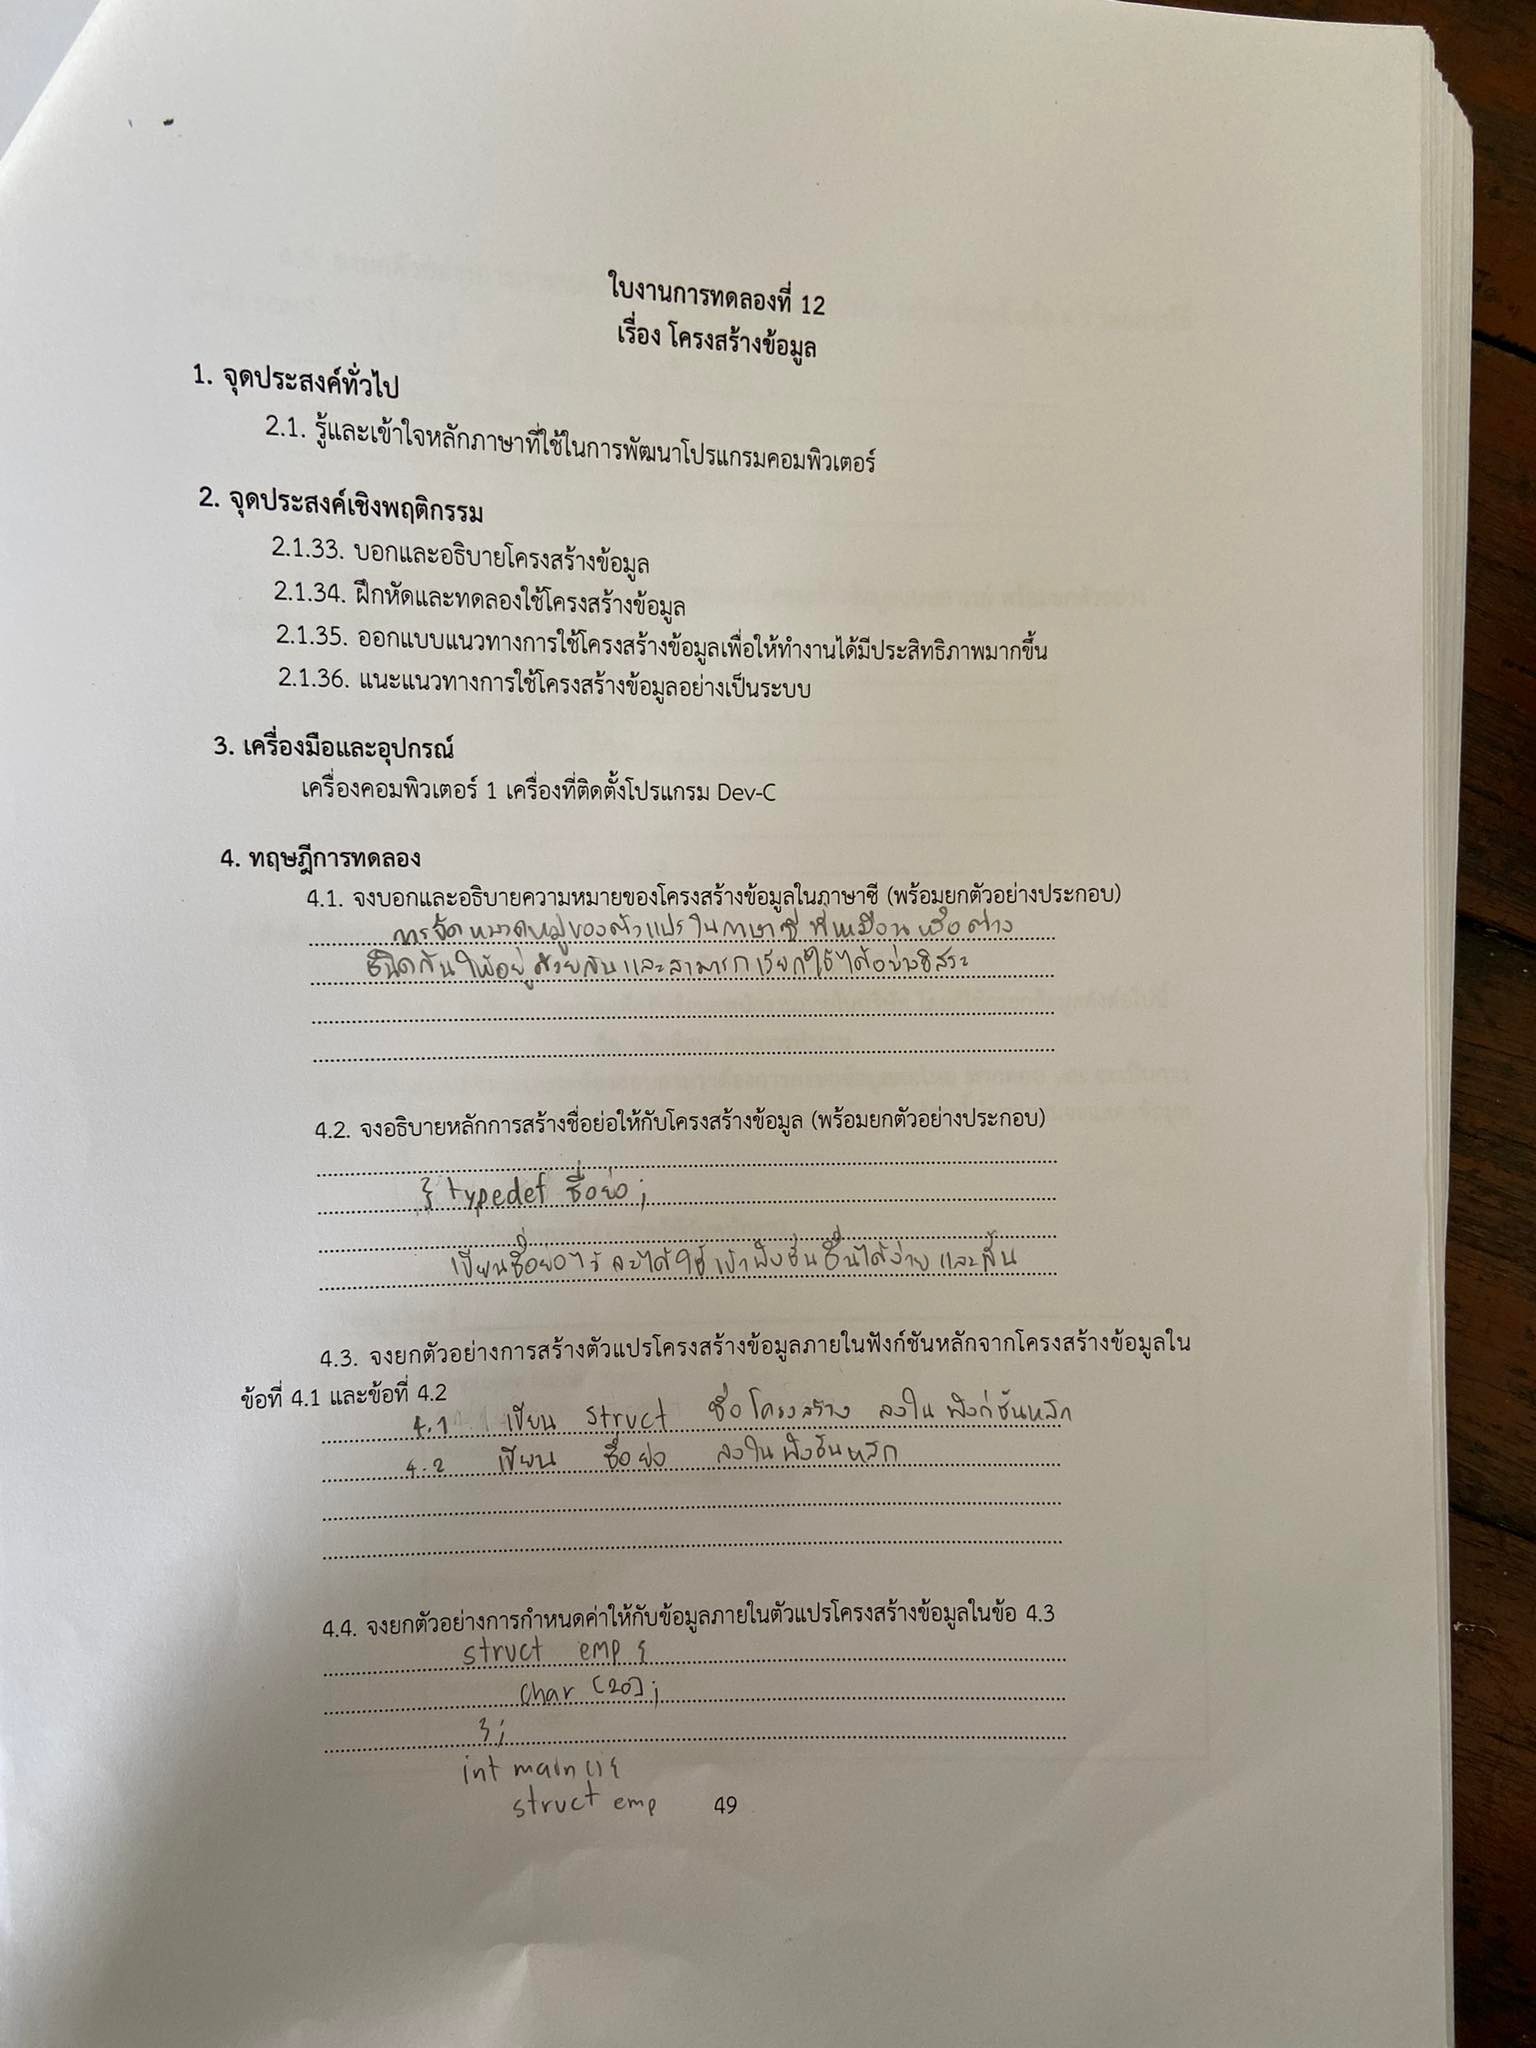 ใบงานการทดลองที่ 12
เรื่อง โครงสร้างข้อมูล
1. จุดประสงค์ทั่วไป
2.1. รู้และเข้าใจหลักภาษาที่ใช้ในการพัฒนาโปรแกรมคอมพิวเตอร์
2. จุดประสงค์เชิงพฤติกรรม
2.1.33. บอกและอธิบายโครงสร้างข้อมูล
2.1.34. ฝึกหัดและทดลองใช้โครงสร้างข้อมูล
2.1.35. ออกแบบแนวทางการใช้โครงสร้างข้อมูลเพื่อให้ทำงานได้มีประสิทธิภาพมากขึ้น
2.1.36. แนะแนวทางการใช้โครงสร้างข้อมูลอย่างเป็นระบบ
3. เครื่องมือและอุปกรณ์
เครื่องคอมพิวเตอร์ 1 เครื่องที่ติดตั้งโปรแกรม Dev-C
4. ทฤษฎีการทดลอง
4.1. จงบอกและอธิบายความหมายของโครงสร้างข้อมูลในภาษาซี (พร้อมยกตัวอย่างประกอบ)
การจัดหมวดหมู่ของตัวแปรในภาษาซี ที่เหมือนหรือต่าง
ชนิดกันให้อยู่ด้วยกันและสามารถเรียกใช้ได้อย่างอิสระ
4.2. จงอธิบายหลักการสร้างชื่อย่อให้กับโครงสร้างข้อมูล (พร้อมยกตัวอย่างประกอบ)
} typedef ชื่อย่อ;
เขียนชื่อย่อไว้ จะได้ใช้ ได้ง่าย และสั้น
4.3. จงยกตัวอย่างการสร้างตัวแปรโครงสร้างข้อมูลภายในฟังก์ชันหลักจากโครงสร้างข้อมูลใน
ข้อที่ 4.1 และข้อที่ 4.2
4.1 เขียน struct ชื่อโครงสร้าง ลงใน ฟังก์ชันหลัก
4.2 เขียน ชื่อย่อ ลงในฟังชันหลัก
4.4. จงยกตัวอย่างการกำหนดค่าให้กับข้อมูลภายในตัวแปรโครงสร้างข้อมูลในข้อ 4.3
struct emp {
char [20];
};
int main () {
struct emp
49